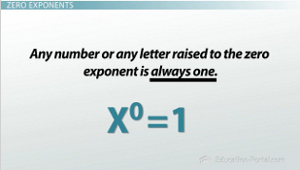 ZERO EXPONENTS
Any number or any letter raised to the zero
exponent is always one.
X⁰=1